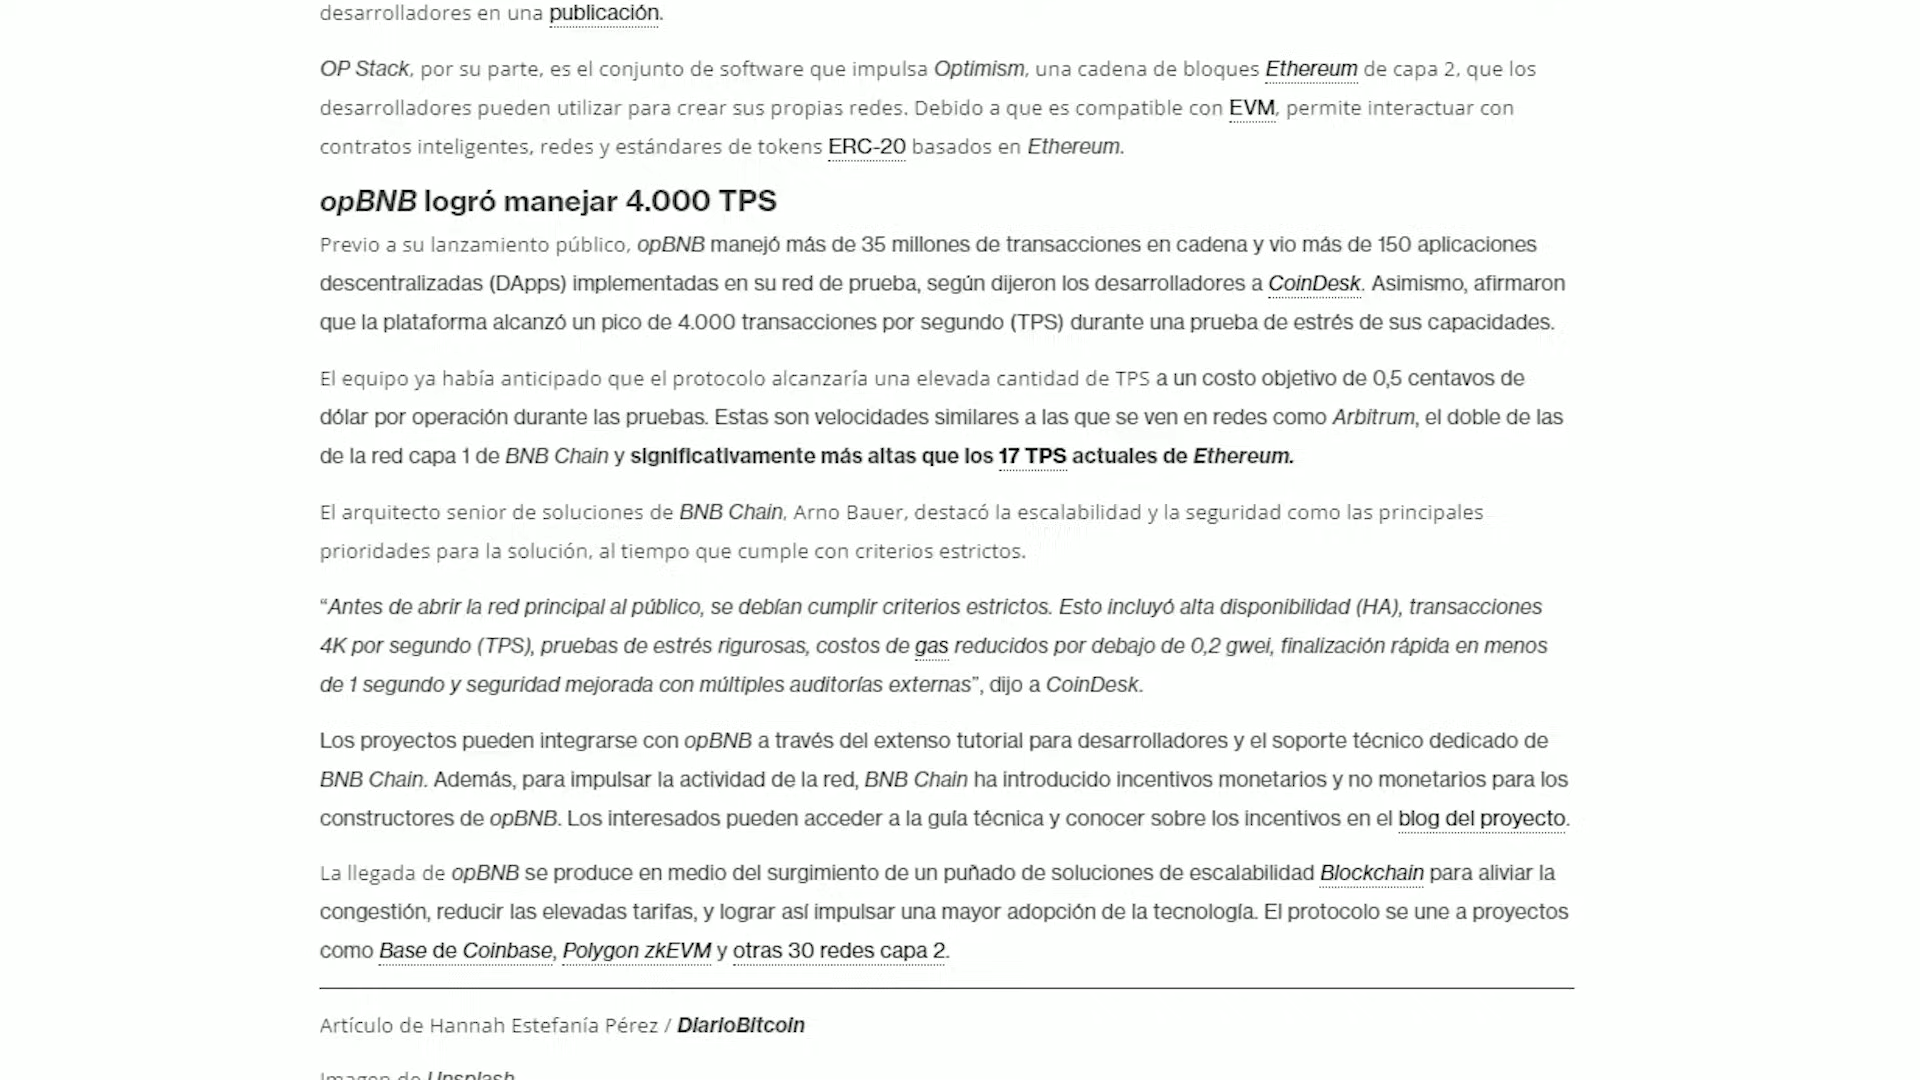 desarrolladores en una publicación.
OP Stack, por su parte, es el conjunto de software que impulsa Optimism, una cadena de bloques Ethereum de capa 2, que los
desarrolladores pueden utilizar para crear sus propias redes. Debido a que es compatible con EVM, permite interactuar con
contratos inteligentes, redes y estándares de tokens ERC-20 basados en Ethereum.
opBNB logró manejar 4.000 TPS
Previo a su lanzamiento público, opBNB manejó más de 35 millones de transacciones en cadena y vio más de 150 aplicaciones
descentralizadas (DApps) implementadas en su red de prueba, según dijeron los desarrolladores a CoinDesk. Asimismo, afirmaron
que la plataforma alcanzó un pico de 4.000 transacciones por segundo (TPS) durante una prueba de estrés de sus capacidades.
El equipo ya había anticipado que el protocolo alcanzaría una elevada cantidad de TPS a un costo objetivo de 0,5 centavos de
dólar por operación durante las pruebas. Estas son velocidades similares a las que se ven en redes como Arbitrum, el doble de las
de la red capa 1 de BNB Chain y significativamente más altas que los 17 TPS actuales de Ethereum.
El arquitecto senior de soluciones de BNB Chain, Arno Bauer, destacó la escalabilidad y la seguridad como las principales
prioridades para la solución, al tiempo que cumple con criterios estrictos.
“Antes de abrir la red principal al público, se debían cumplir criterios estrictos. Esto incluyó alta disponibilidad (HA), transacciones
4K por segundo (TPS), pruebas de estrés rigurosas, costos de gas reducidos por debajo de 0,2 gwei, finalización rápida en menos
de 1 segundo y seguridad mejorada con múltiples auditorías externas”, dijo a CoinDesk.
Los proyectos pueden integrarse con opBNB a través del extenso tutorial para desarrolladores y el soporte técnico dedicado de
BNB Chain. Además, para impulsar la actividad de la red, BNB Chain ha introducido incentivos monetarios y no monetarios para los
constructores de opBNB. Los interesados pueden acceder a la guía técnica y conocer sobre los incentivos en el blog del proyecto.
La llegada de opBNB se produce en medio del surgimiento de un puñado de soluciones de escalabilidad Blockchain para aliviar la
congestión, reducir las elevadas tarifas, y lograr así impulsar una mayor adopción de la tecnología. El protocolo se une a proyectos
como Base de Coinbase, Polygon zkEVM y otras 30 redes capa 2.
Artículo de Hannah Estefanía Pérez / DiarioBitcoin
Imagen de Unsplash